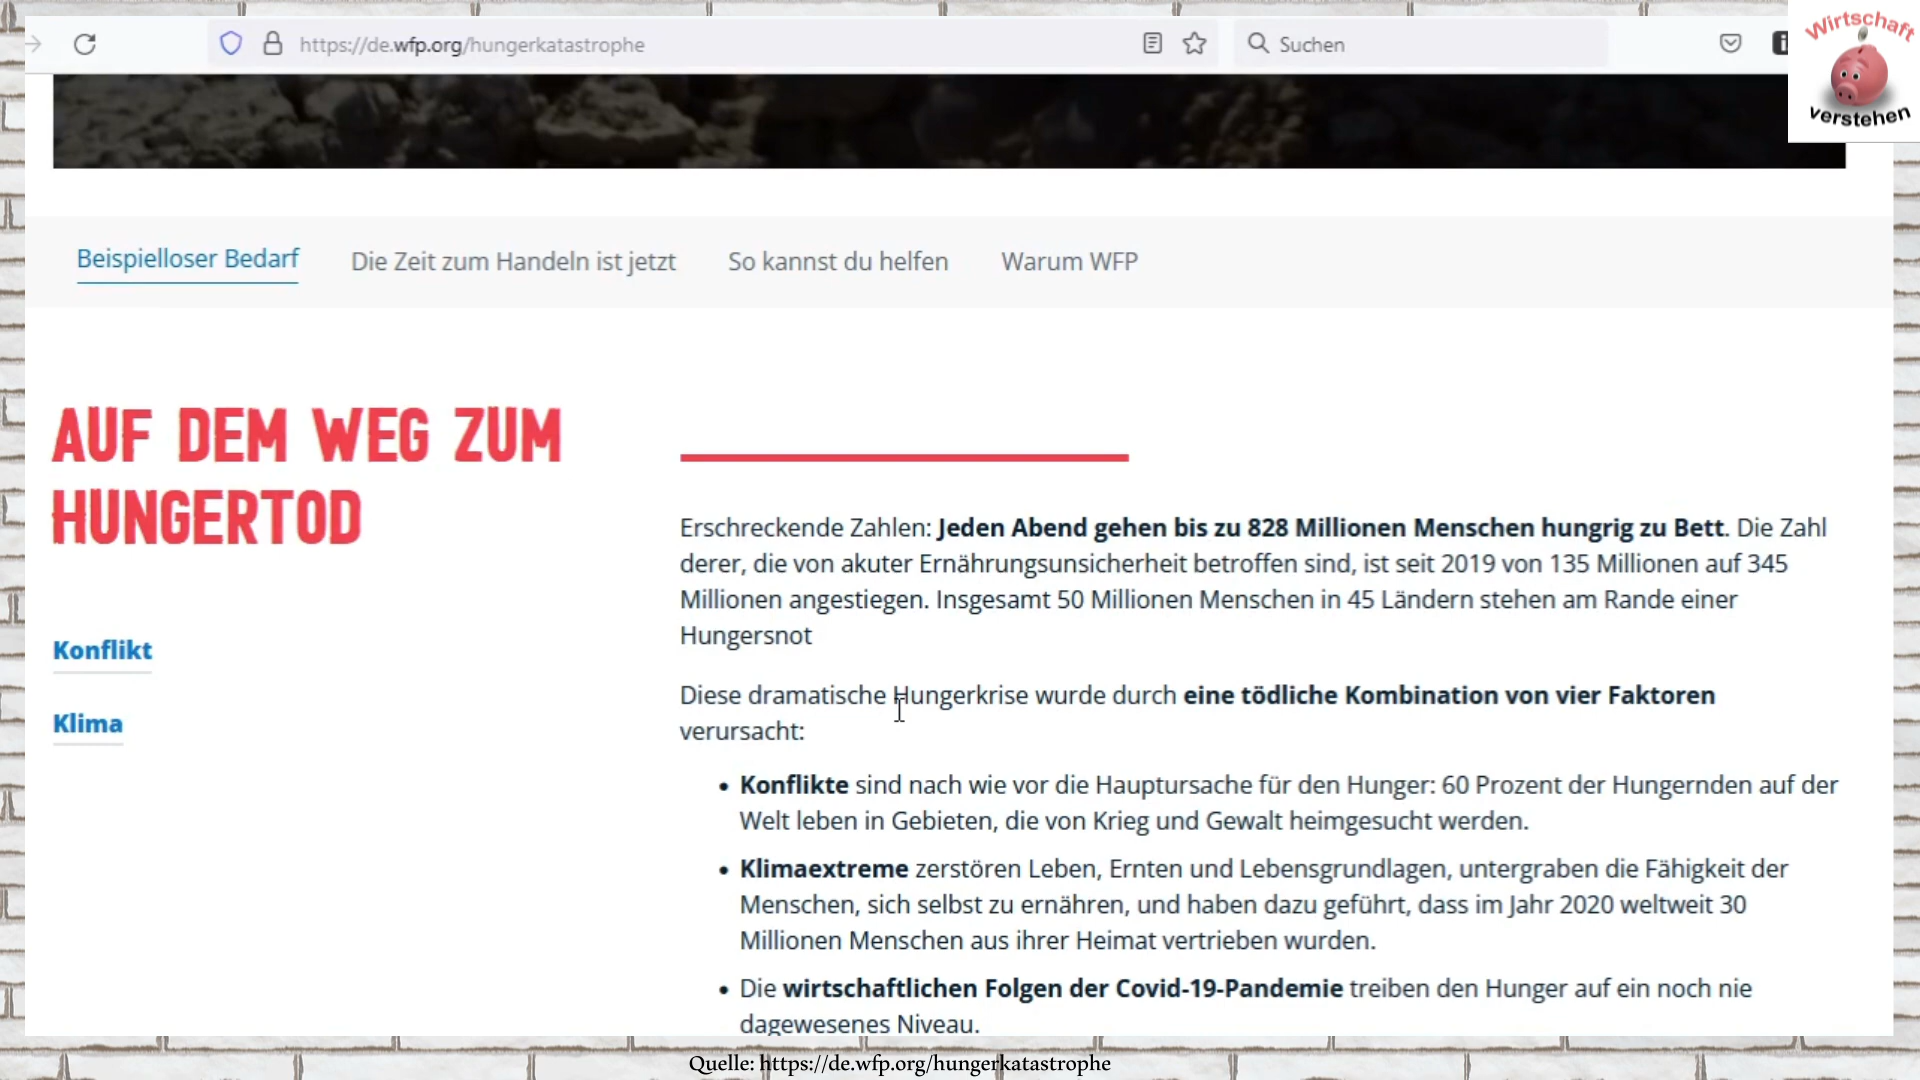 https://de.wfp.org/hungerkatastrophe
Suchen
Wirtschaft
verstehen
Beispielloser Bedarf
Die Zeit zum Handeln ist jetzt
So kannst du helfen
Warum WFP
AUF DEM WEG ZUM
HUNGERTOD
Konflikt
Klima
Erschreckende Zahlen: Jeden Abend gehen bis zu 828 Millionen Menschen hungrig zu Bett. Die Zahl
derer, die von akuter Ernährungsunsicherheit betroffen sind, ist seit 2019 von 135 Millionen auf 345
Millionen angestiegen. Insgesamt 50 Millionen Menschen in 45 Ländern stehen am Rande einer
Hungersnot
Diese dramatische Hungerkrise wurde durch eine tödliche Kombination von vier Faktoren
verursacht:
• Konflikte sind nach wie vor die Hauptursache für den Hunger: 60 Prozent der Hungernden auf der
Welt leben in Gebieten, die von Krieg und Gewalt heimgesucht werden.
• Klimaextreme zerstören Leben, Ernten und Lebensgrundlagen, untergraben die Fähigkeit der
Menschen, sich selbst zu ernähren, und haben dazu geführt, dass im Jahr 2020 weltweit 30
Millionen Menschen aus ihrer Heimat vertrieben wurden.
• Die wirtschaftlichen Folgen der Covid-19-Pandemie treiben den Hunger auf ein noch nie
dagewesenes Niveau.
Quelle: https://de.wfp.org/hungerkatastrophe